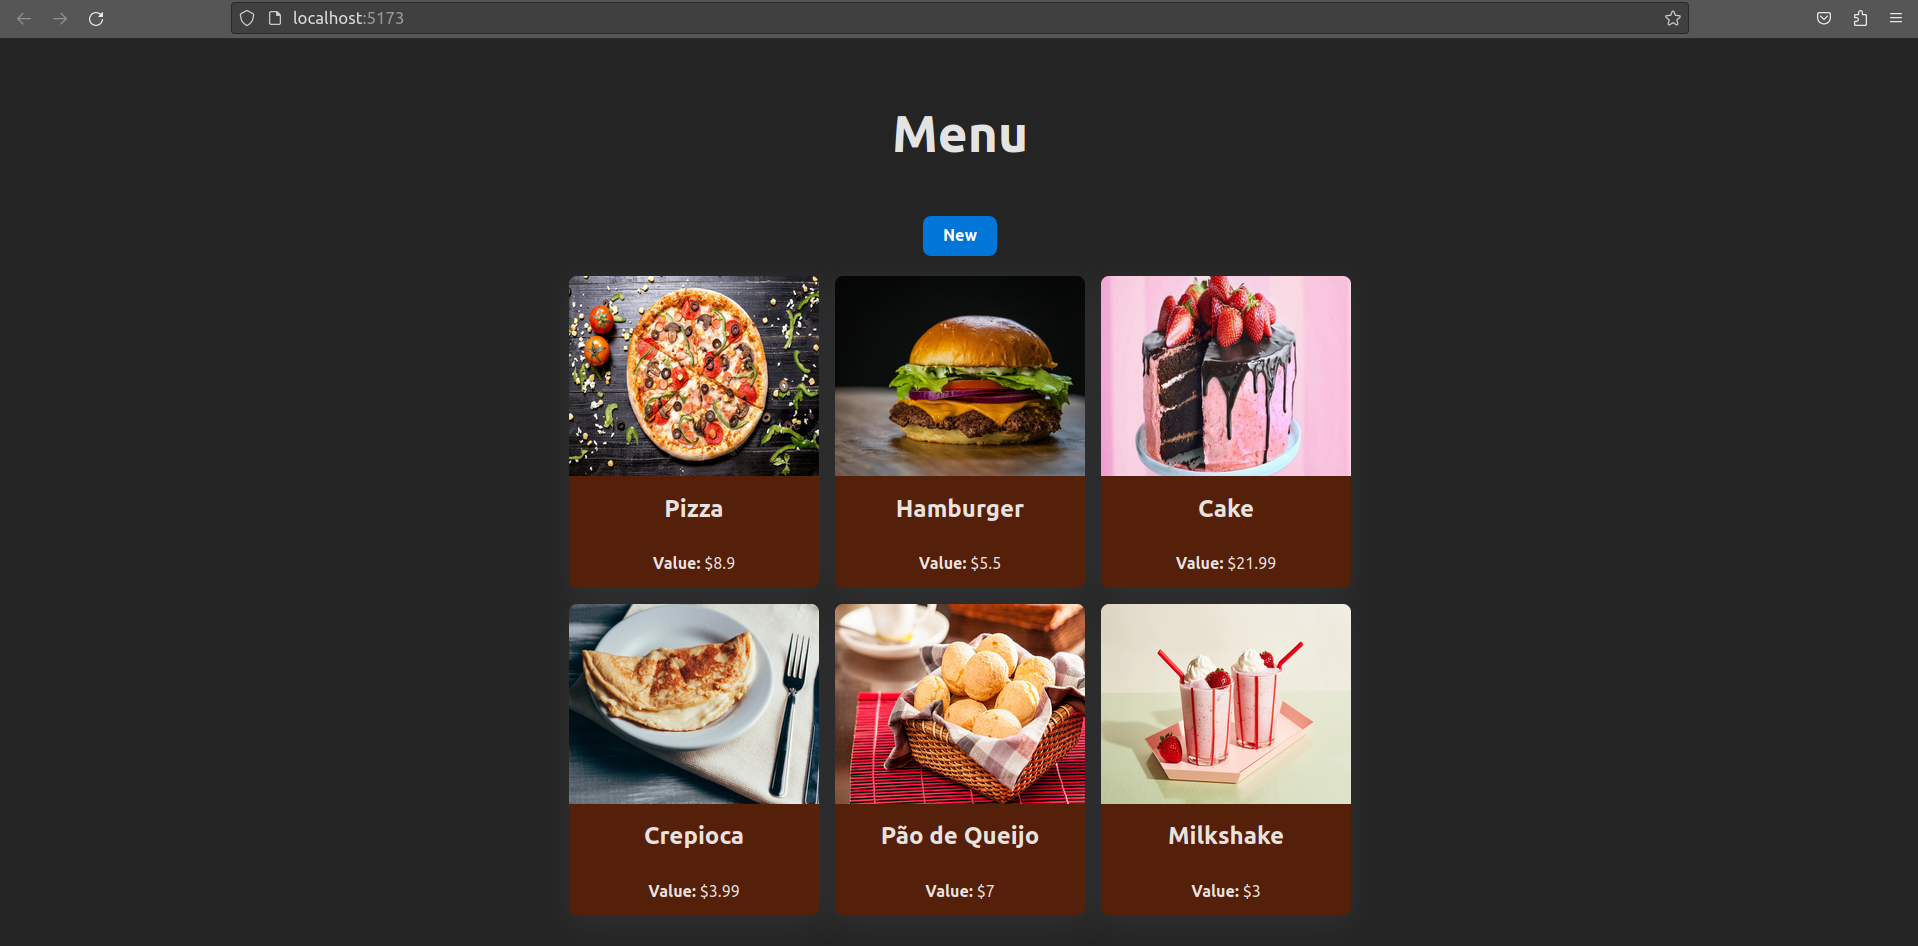 localhost:5173
Menu
New
Pizza
Hamburger
Cake
Value: $8.9
Value: $5.5
Value: $21.99
Crepioca
Pão de Queijo
Milkshake
Value: $3.99
Value: $7
Value: $3